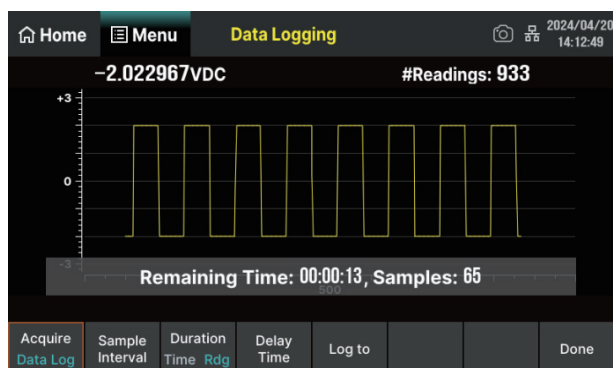 Home
Menu
Data Logging
2024/04/20
14:12:49
-2.022967VDC
#Readings: 933
+3
0
-3
Remaining Time: 00:00:13, Samples: 65
500
Acquire
Data Log
Sample
Interval
Duration
Time Rdg
Delay
Time
Log to
Done